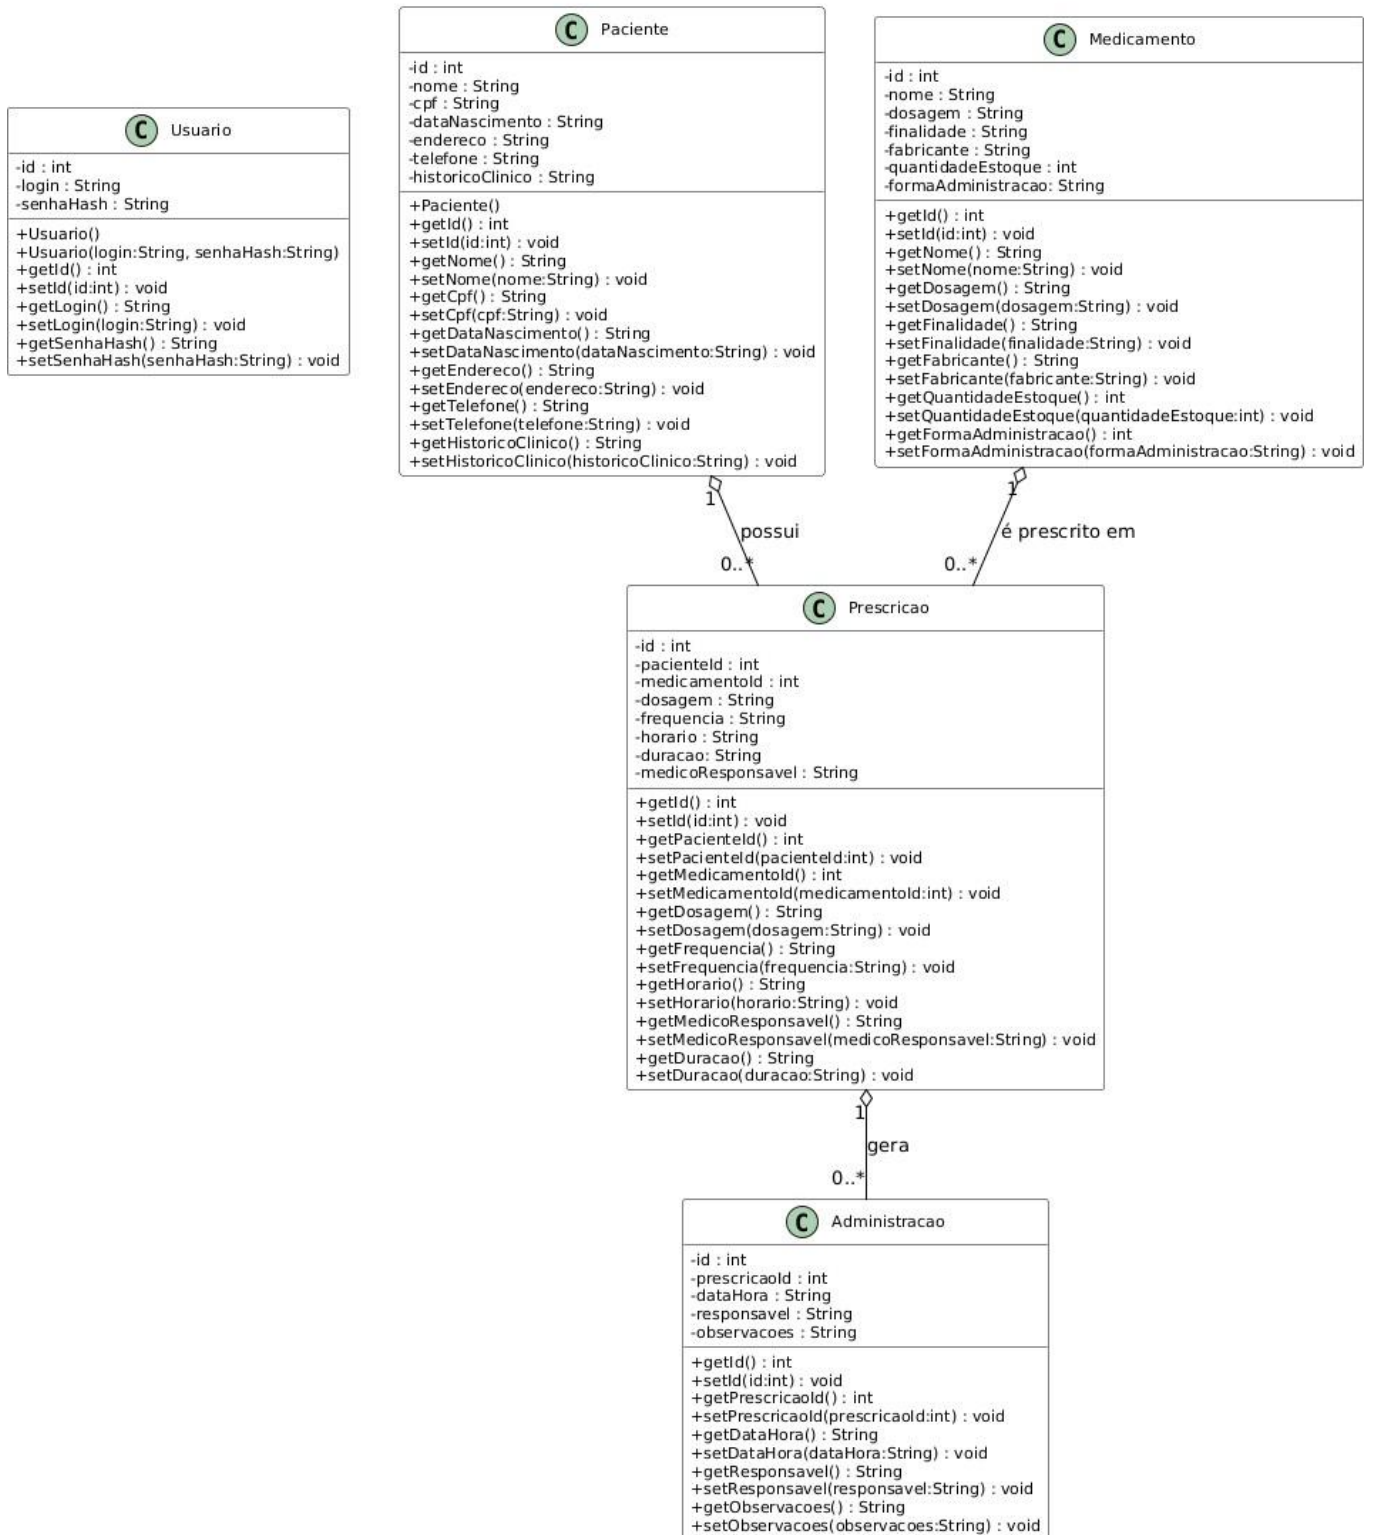 C Usuario
-id : int
-login : String
-senhaHash : String
+Usuario()
+Usuario(login:String, senhaHash:String)
+getId() : int
+setId(id:int) : void
+getLogin() : String
+setLogin(login:String) : void
+getSenhaHash() : String
+setSenhaHash(senhaHash:String) : void
C Paciente
-id : int
-nome : String
-cpf : String
-dataNascimento : String
-endereco : String
-telefone : String
-historicoClinico : String
+Paciente()
+getId() : int
+setId(id:int) : void
+getNome() : String
+setNome(nome:String) : void
+getCpf() : String
+setCpf(cpf:String) : void
+getDataNascimento() : String
+setDataNascimento(dataNascimento:String) : void
+getEndereco() : String
+setEndereco(endereco:String) : void
+getTelefone() : String
+setTelefone(telefone:String) : void
+getHistoricoClinico() : String
+setHistoricoClinico(historicoClinico:String) : void
C Medicamento
-id : int
-nome : String
-dosagem : String
-finalidade : String
-fabricante : String
-quantidadeEstoque : int
-formaAdministracao: String
+getId() : int
+setId(id:int) : void
+getNome() : String
+setNome(nome:String) : void
+getDosagem() : String
+setDosagem(dosagem:String) : void
+getFinalidade() : String
+setFinalidade(finalidade:String) : void
+getFabricante() : String
+setFabricante(fabricante:String) : void
+getQuantidadeEstoque() : int
+setQuantidadeEstoque(quantidadeEstoque:int) : void
+getFormaAdministracao() : int
+setFormaAdministracao(formaAdministracao:String) : void
1
possui
0..*
1
é prescrito em
0..*
C Prescricao
-id : int
-pacienteId : int
-medicamentoId : int
-dosagem : String
-frequencia : String
-horario : String
-duracao: String
-medicoResponsavel : String
+getId() : int
+setId(id:int) : void
+getPacienteId() : int
+setPacienteId(pacienteId:int) : void
+getMedicamentoId() : int
+setMedicamentoId(medicamentoId:int) : void
+getDosagem() : String
+setDosagem(dosagem:String) : void
+getFrequencia() : String
+setFrequencia(frequencia:String) : void
+getHorario() : String
+setHorario(horario:String) : void
+getMedicoResponsavel() : String
+setMedicoResponsavel(medicoResponsavel:String) : void
+getDuracao() : String
+setDuracao(duracao:String) : void
1
gera
0..*
C Administracao
-id : int
-prescricaoId : int
-dataHora : String
-responsavel : String
-observacoes : String
+getId() : int
+setId(id:int) : void
+getPrescricaoId() : int
+setPrescricaoId(prescricaoId:int) : void
+getDataHora() : String
+setDataHora(dataHora:String) : void
+getResponsavel() : String
+setResponsavel(responsavel:String) : void
+getObservacoes() : String
+setObservacoes(observacoes:String) : void